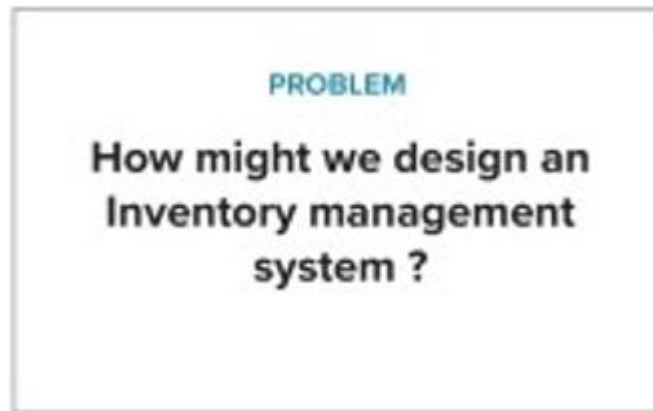 PROBLEM
How might we design an
Inventory management
system ?